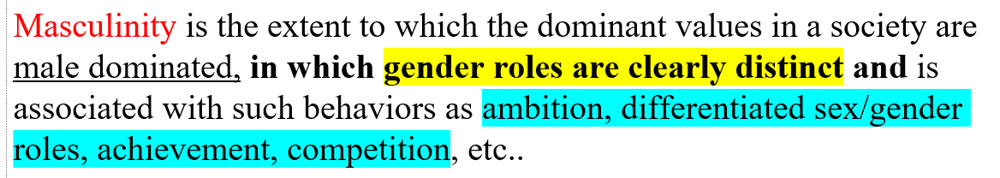 Masculinity is the extent to which the dominant values in a society are
male dominated, in which gender roles are clearly distinct and is
associated with such behaviors as ambition, differentiated sex/gender
roles, achievement, competition, etc..